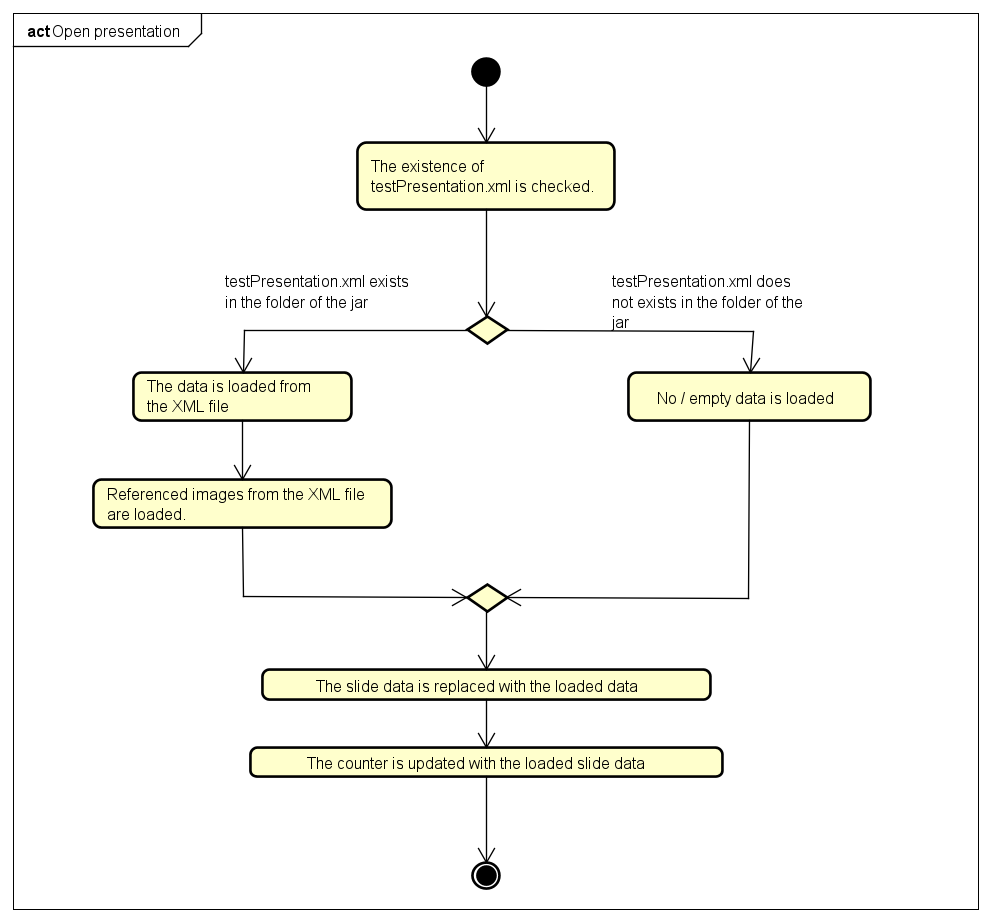 act Open presentation
The existence of
testPresentation.xml is checked.
testPresentation.xml exists
in the folder of the jar
testPresentation.xml does
not exists in the folder of the
jar
The data is loaded from
the XML file
No / empty data is loaded
Referenced images from the XML file
are loaded.
The slide data is replaced with the loaded data
The counter is updated with the loaded slide data